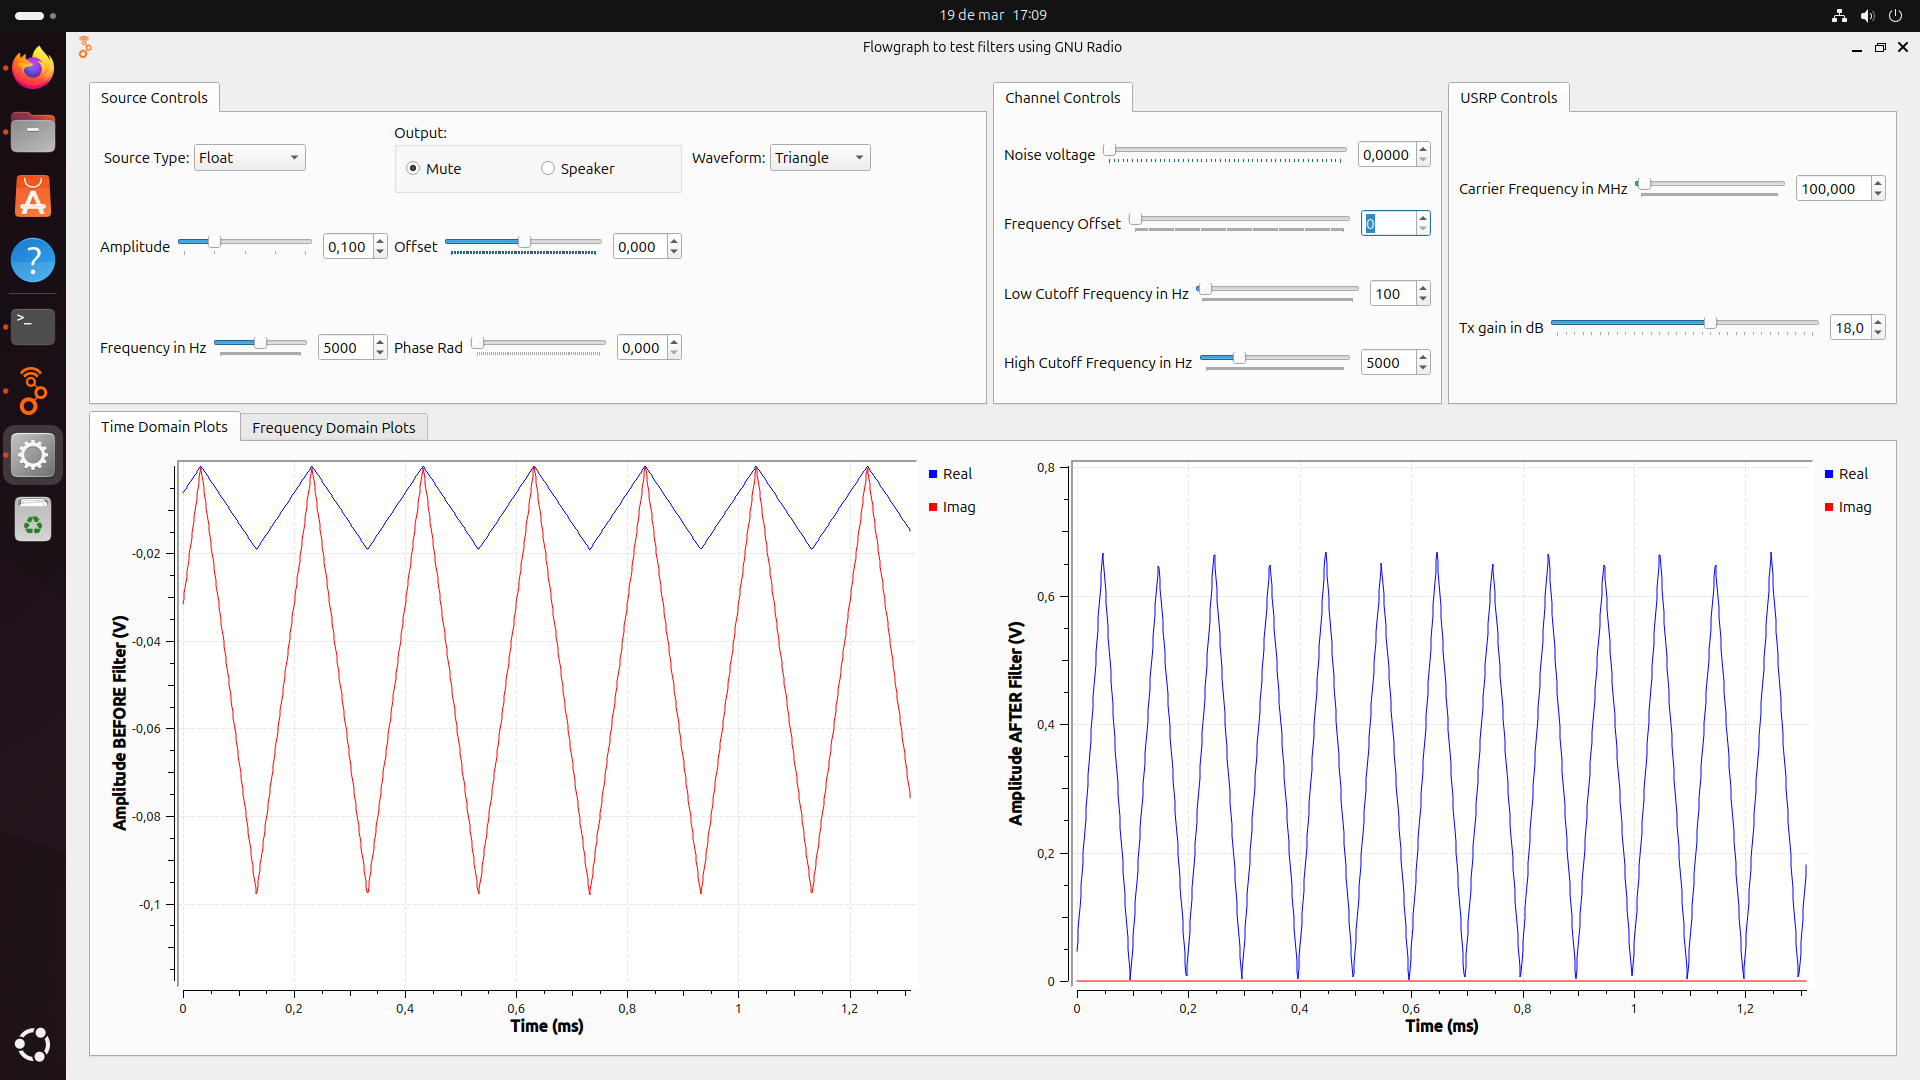 19 de mar 17:09
Flowgraph to test filters using GNU Radio
Source Controls
Source Type: Float
Output:
Mute
Speaker
Waveform: Triangle
Amplitude 0,100
Offset 0,000
Frequency in Hz 5000
Phase Rad 0,000
Channel Controls
Noise voltage 0,0000
Frequency Offset 0
Low Cutoff Frequency in Hz 100
High Cutoff Frequency in Hz 5000
USRP Controls
Carrier Frequency in MHz 100,000
Tx gain in dB 18,0
Time Domain Plots
Frequency Domain Plots
Amplitude BEFORE Filter (V)
-0,02
-0,04
-0,06
-0,08
-0,1
0 0,2 0,4 0,6 0,8 1 1,2
Time (ms)
Real
Imag
Amplitude AFTER Filter (V)
0,8
0,6
0,4
0,2
0
0 0,2 0,4 0,6 0,8 1 1,2
Time (ms)
Real
Imag